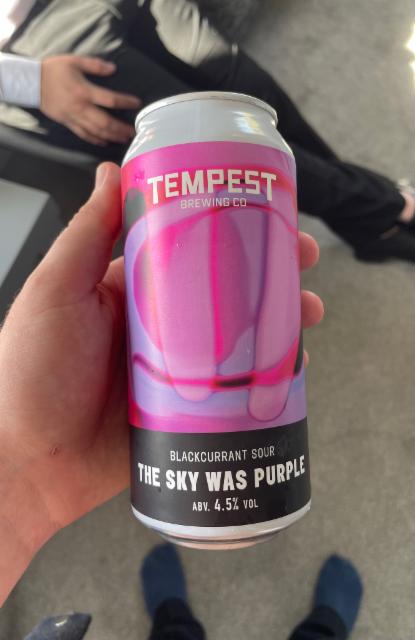 TEMPEST
BREWING CO
BLACKCURRANT SOUR
THE SKY WAS PURPLE
ABV. 4.5% VOL